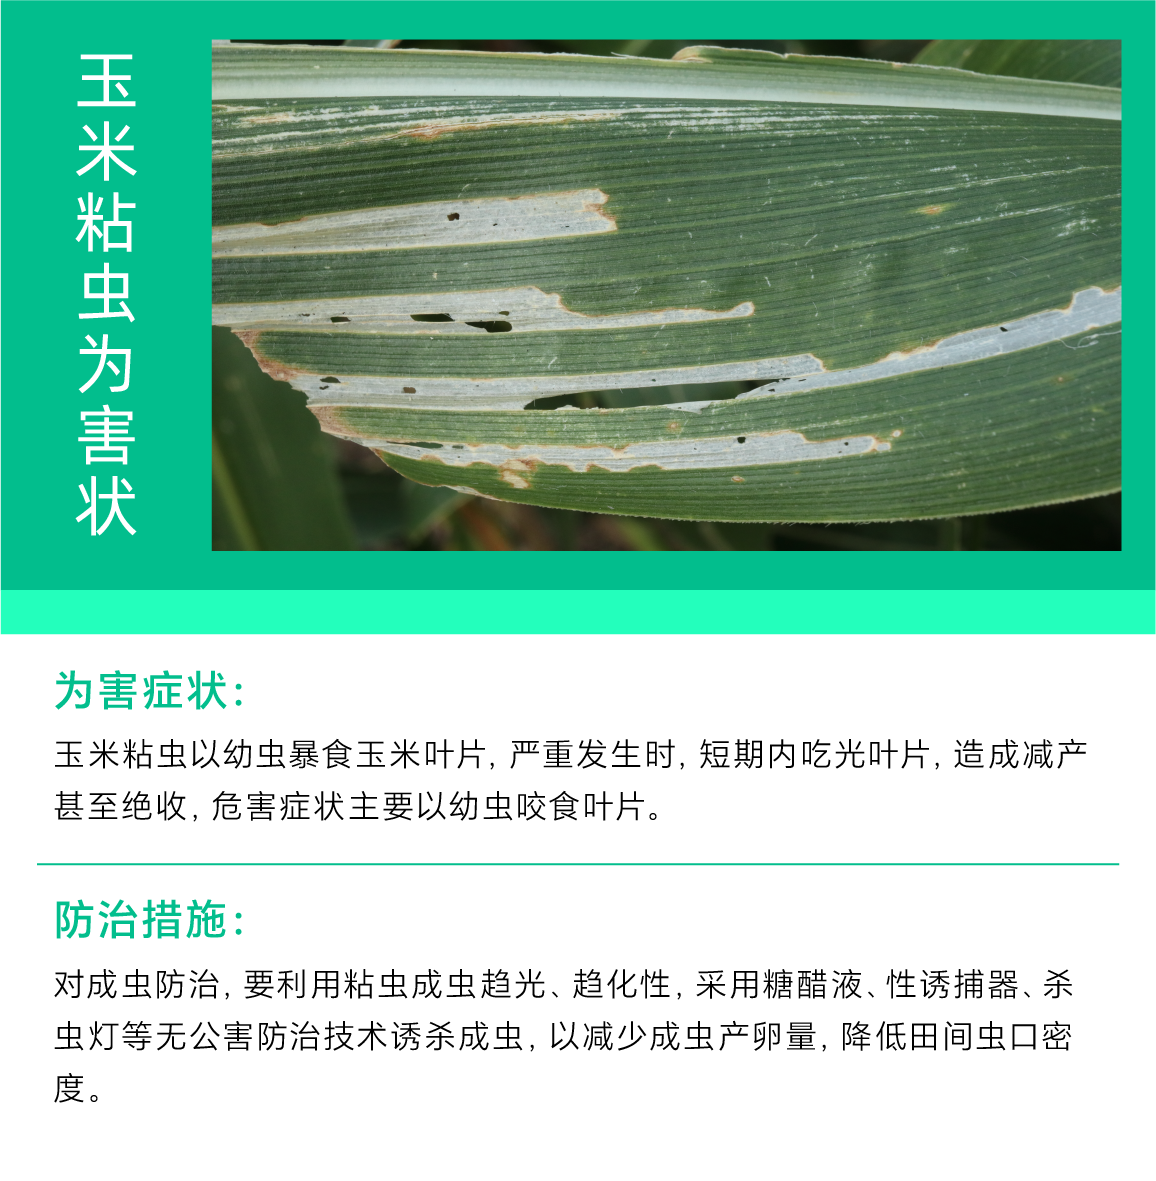 玉米粘虫为害状
为害症状：
玉米粘虫以幼虫暴食玉米叶片，严重发生时，短期内吃光叶片，造成减产
甚至绝收，危害症状主要以幼虫咬食叶片。
防治措施：
对成虫防治，要利用粘虫成虫趋光、趋化性，采用糖醋液、性诱捕器、杀
虫灯等无公害防治技术诱杀成虫，以减少成虫产卵量，降低田间虫口密
度。